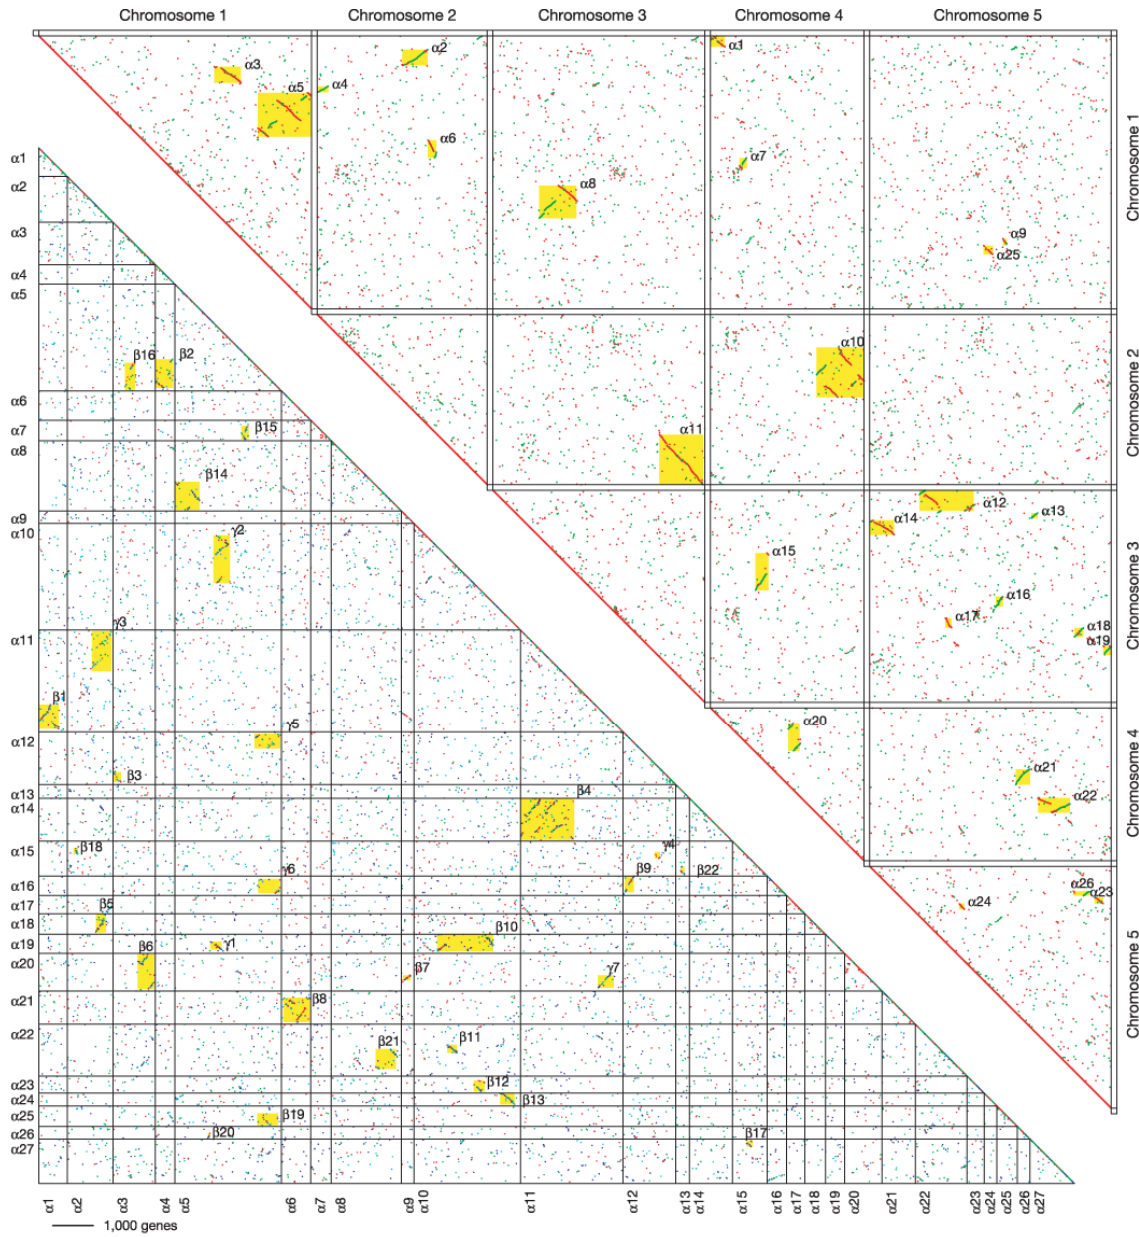 Chromosome 1 Chromosome 2 Chromosome 3 Chromosome 4 Chromosome 5
α1
α2
α3
α4
α5
α6
α7
α8
α9
α25
Chromosome 1
α10
α11
Chromosome 2
α12
α13
α14
α15
α16
α17
α18
α19
Chromosome 3
α20
α21
α22
Chromosome 4
α24
α26
α23
Chromosome 5
α1
α2
α3
α4
α5
α6
α7
α8
α9
α10
α11
α12
α13
α14
α15
α16
α17
α18
α19
α20
α21
α22
α23
α24
α25
α26
α27
β16
β2
β15
β14
γ2
γ3
β1
γ5
β3
β4
β18
γ4
γ6
β9
β22
β5
β10
β6
γ1
β7
γ7
β8
β21
β11
β12
β13
β19
β20
β17
α1 α2 α3 α4 α5 α6 α7 α8 α9 α10 α11 α12 α13 α14 α15 α16 α17 α18 α19 α20 α21 α22 α23 α24 α25 α26 α27
1,000 genes